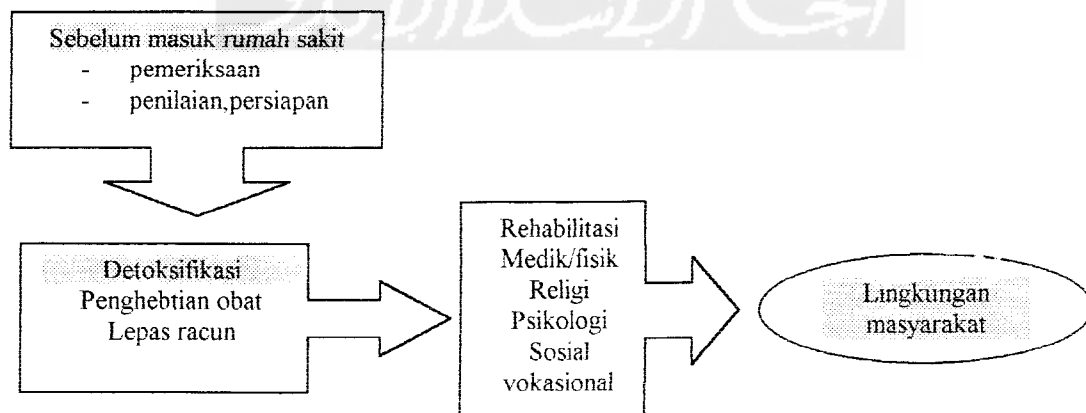 Sebelum masuk rumah sakit
- pemeriksaan
- penilaian,persiapan
Detoksifikasi
Penghebtian obat
Lepas racun
Rehabilitasi
Medik/fisik
Religi
Psikologi
Sosial
vokasional
Lingkungan
masyarakat